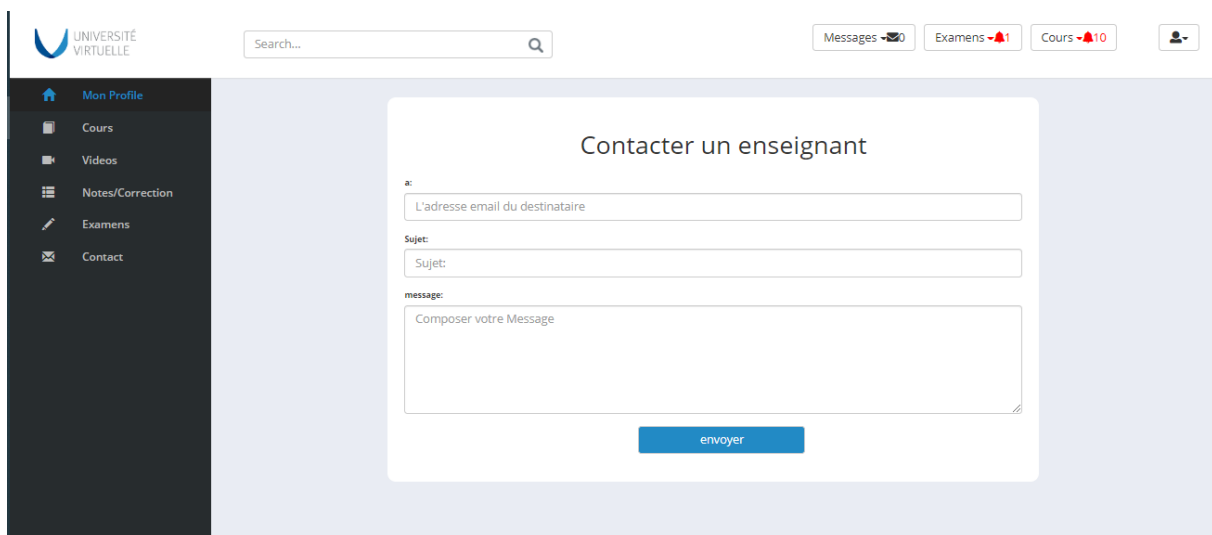 UNIVERSITÉ
VIRTUELLE
Search...
Messages 0
Examens 1
Cours 10
Mon Profile
Cours
Videos
Notes/Correction
Examens
Contact
Contacter un enseignant
a:
L'adresse email du destinataire
Sujet:
Sujet:
message:
Composer votre Message
envoyer